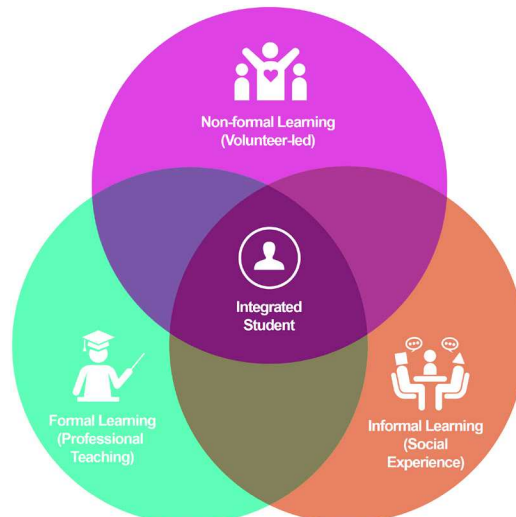 Non-formal Learning
(Volunteer-led)
Integrated
Student
Formal Learning
(Professional
Teaching)
Informal Learning
(Social
Experience)